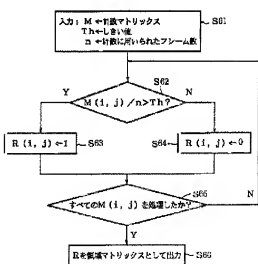 入力: M ←計数マトリックス
Th←しきい値
n ←計数に用いられたフレーム数
S61
S62
Y
M (i, j) /n>Th?
N
R (i, j) ←1
S63
S64
R (i, j) ←0
S65
すべてのM (i, j) を処理したか?
N
Y
Rを領域マトリックスとして出力
S66